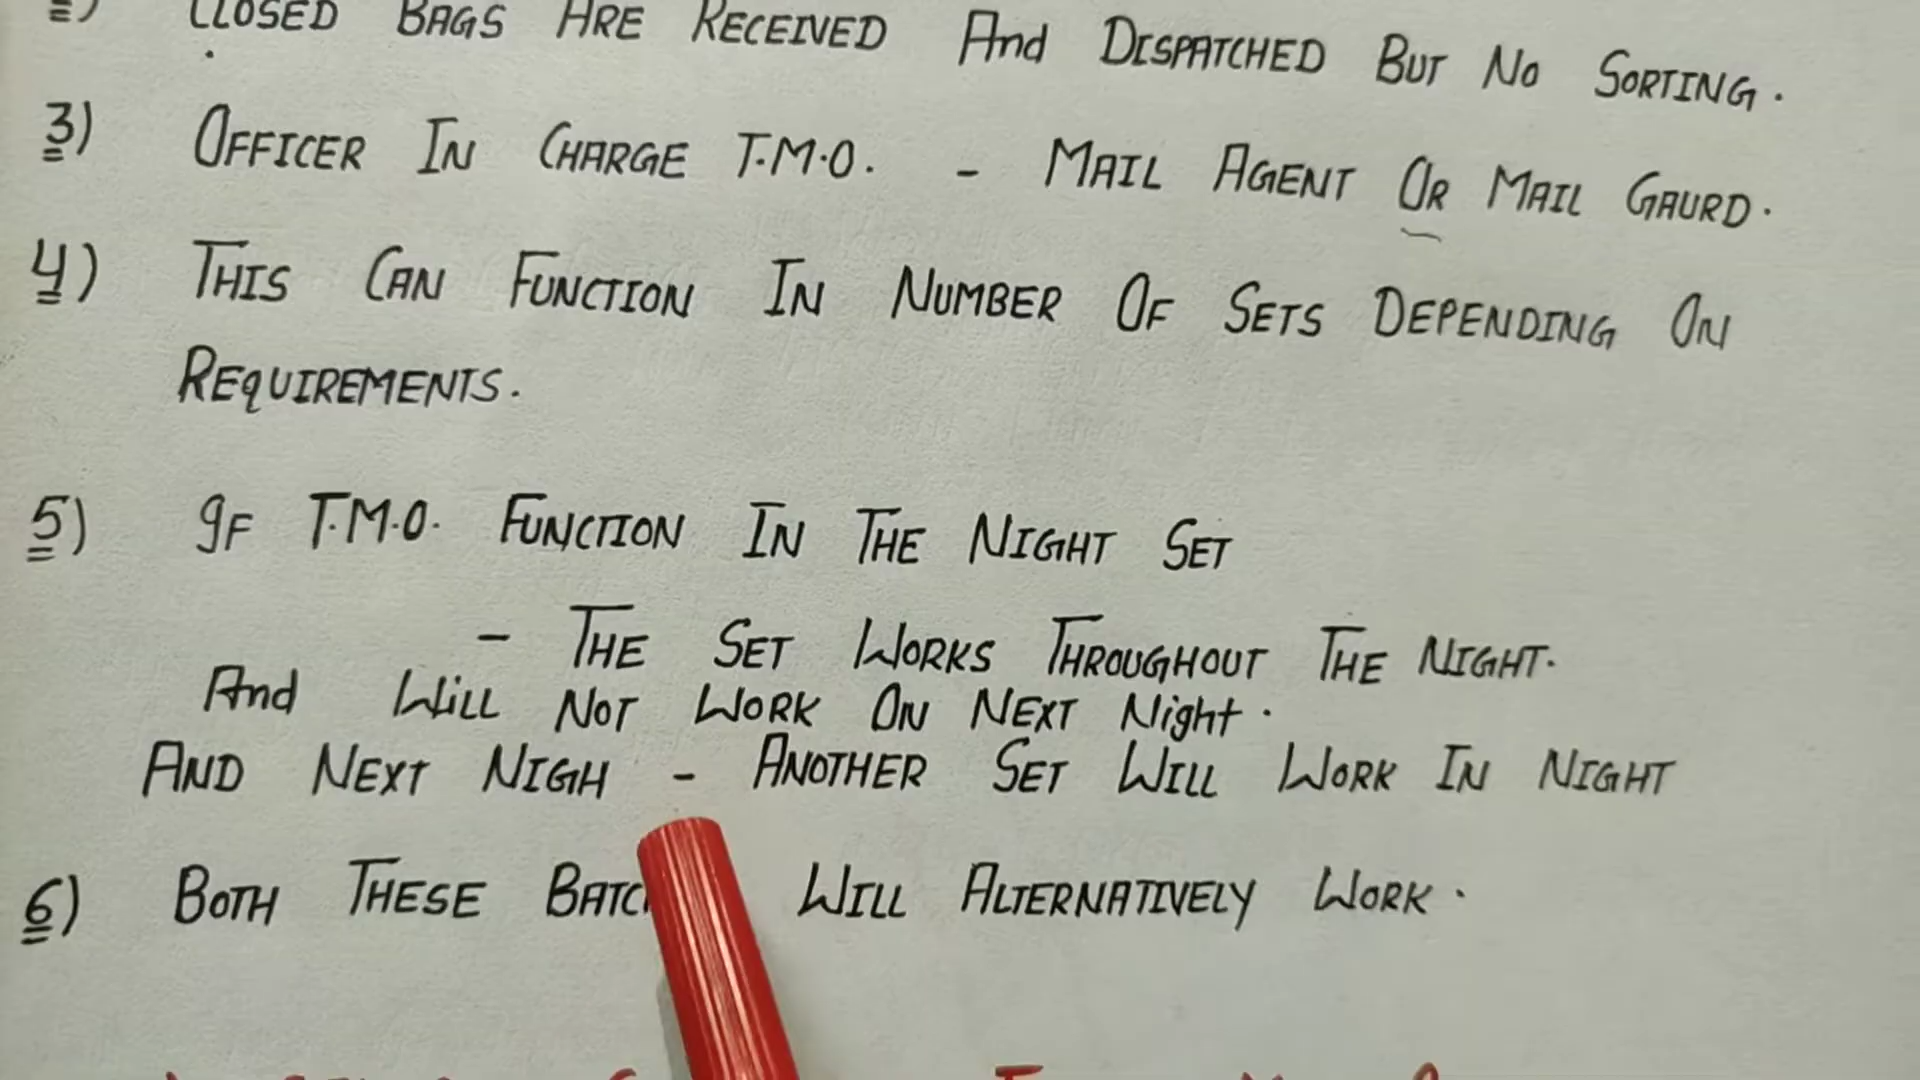 2) CLOSED BAGS ARE RECEIVED And DISPATCHED BUT NO SORTING.
3) OFFICER IN CHARGE T.M.O. - MAIL AGENT OR MAIL GAURD.
4) THIS CAN FUNCTION IN NUMBER OF SETS DEPENDING ON
REQUIREMENTS.
5) IF T.M.O. FUNCTION IN THE NIGHT SET
- THE SET WORKS THROUGHOUT THE NIGHT.
And Will NOT WORK ON NEXT Night.
AND NEXT NIGH - ANOTHER SET WILL WORK IN NIGHT
6) BOTH THESE WILL ALTERNATIVELY WORK.